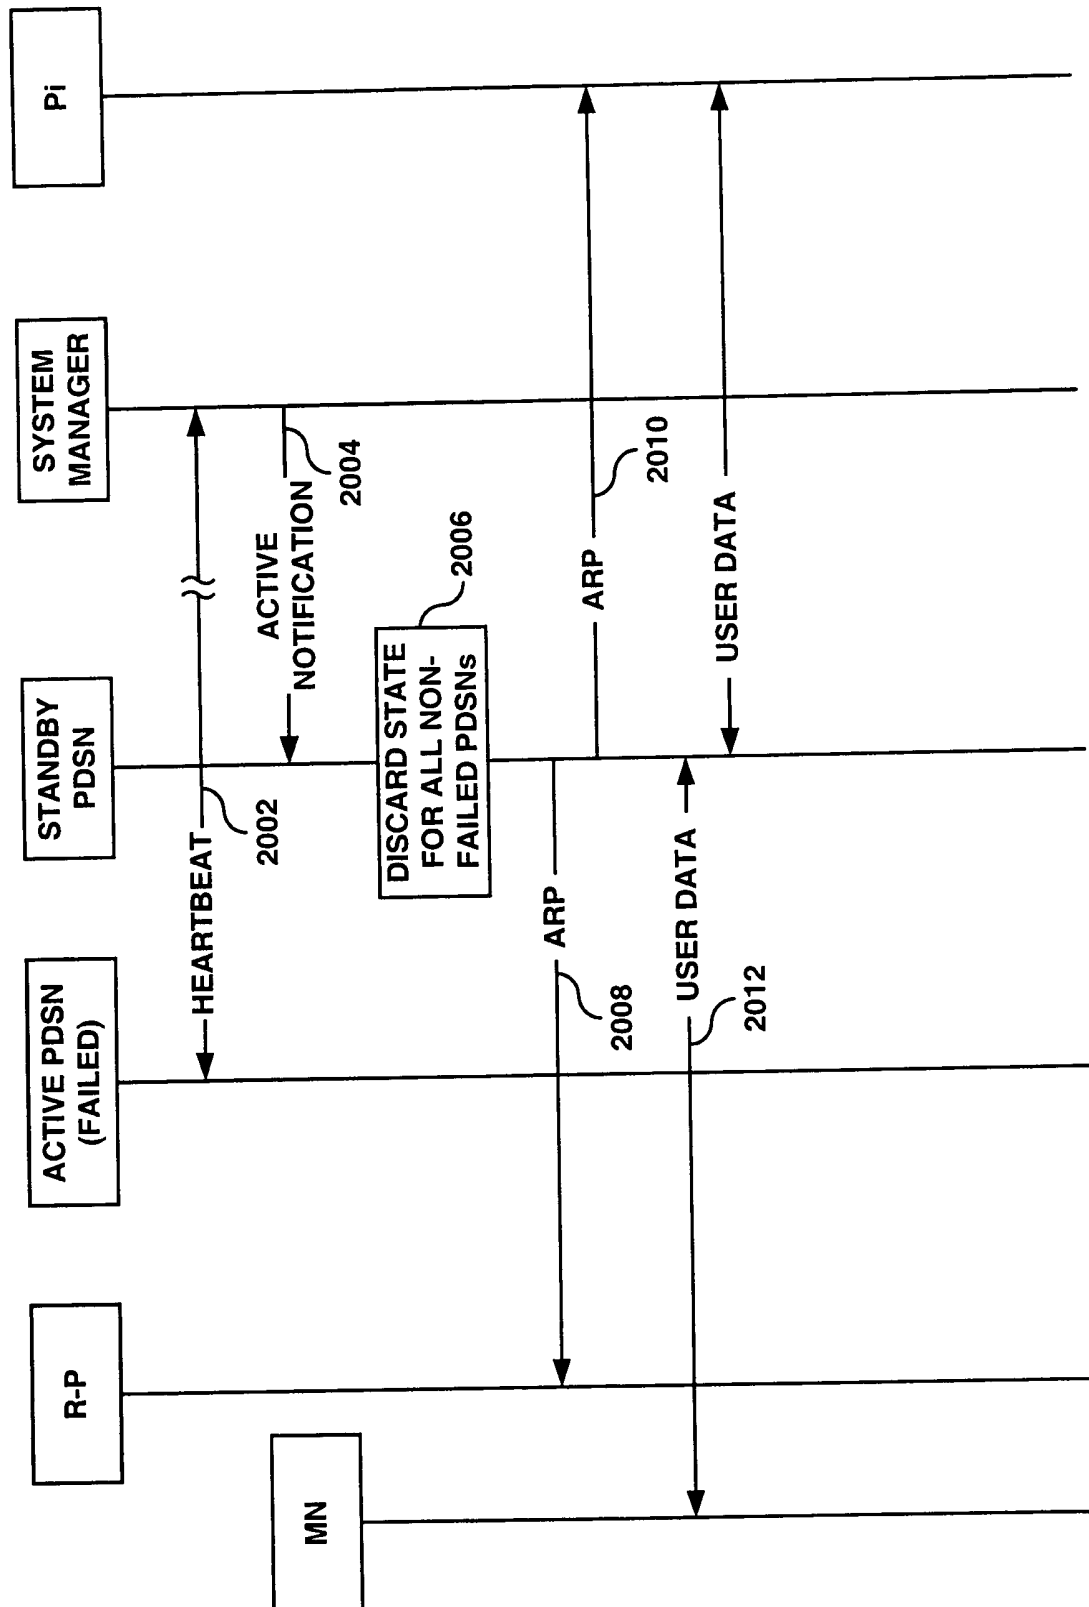 MN
R-P
ACTIVE PDSN
(FAILED)
STANDBY
PDSN
SYSTEM
MANAGER
Pi
HEARTBEAT
2002
ACTIVE
NOTIFICATION
2004
DISCARD STATE
FOR ALL NON-
FAILED PDSNs
2006
ARP
2008
ARP
2010
USER DATA
2012
USER DATA